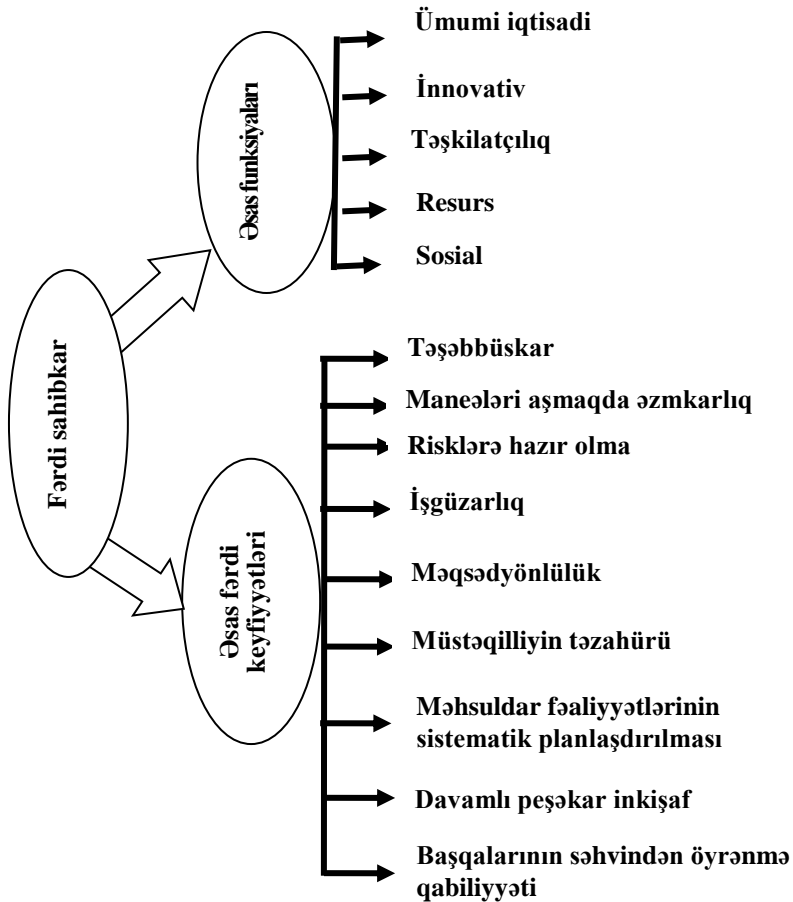 Fərdi sahibkar
Əsas funksiyaları
Ümumi iqtisadi
İnnovativ
Təşkilatçılıq
Resurs
Sosial
Əsas fərdi
keyfiyyətləri
Təşəbbüskar
Maneələri aşmaqda əzmkarlıq
Risklərə hazır olma
İşgüzarlıq
Məqsədyönlülük
Müstəqilliyin təzahürü
Məhsuldar fəaliyyətlərinin
sistematik planlaşdırılması
Davamlı peşəkar inkişaf
Başqalarının səhvindən öyrənmə
qabiliyyəti